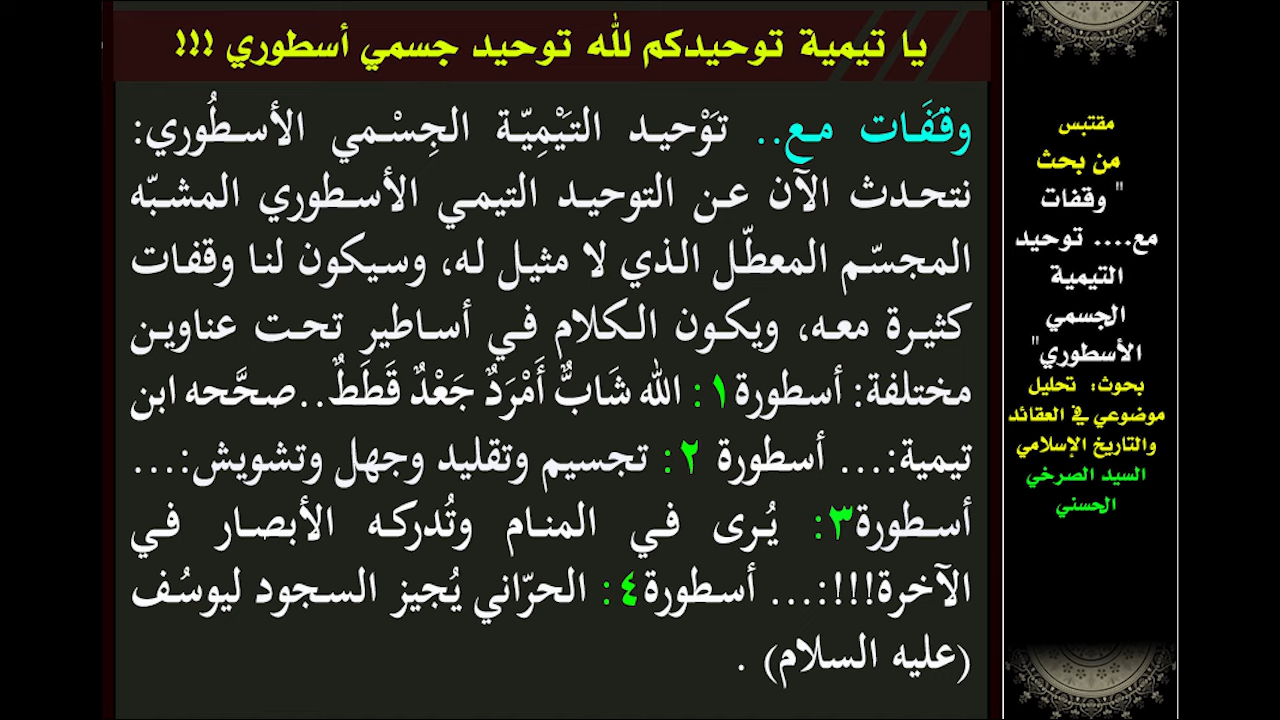 يا تيمية توحيدكم لله توحيد جسمي أسطوري !!!
وقَفَات مع.. تَوْحيد التيَْمِيّة الجِسْمي الأسطُوري:
نتحدث الآن عن التوحيد التيمي الأسطوري المشبّه
المجسّم المعطّل الذي لا مثيل له، وسيكون لنا وقفات
كثيرة معه، ويكون الكلام في أساطير تحت عناوين
مختلفة: أسطورة١: الله شَابٌّ أَمْرَدٌ جَعْدٌ قَطَطٌ..صحَّحه ابن
تيمية:... أسطورة ٢: تجسيم وتقليد وجهل وتشويش:...
أسطورة٣: يُرى في المنام وتُدركه الأبصار في
الآخرة!!!:... أسطورة٤: الحرّاني يُجيز السجود ليوسُف
(عليه السلام) .
مقتبس
من بحث
" وقفات
مع.... توحيد
التيمية
الجسمي
الأسطوري"
بحوث: تحليل
موضوعي في العقائد
والتاريخ الإسلامي
السيد الصرخي
الحسني